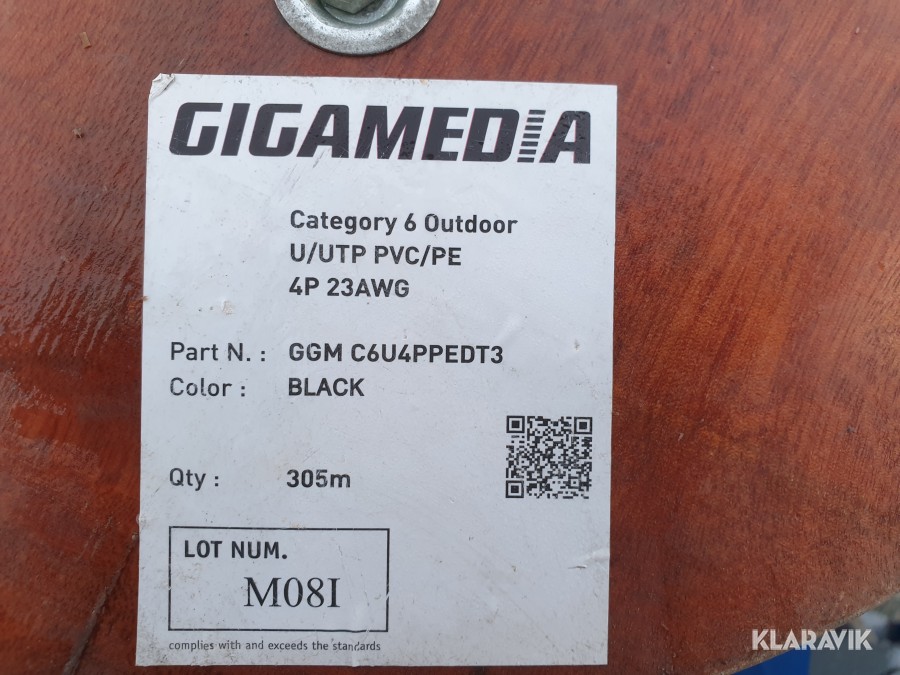 GIGAMEDIA
Category 6 Outdoor
U/UTP PVC/PE
4P 23AWG
Part N. : GGM C6U4PPEDT3
Color : BLACK
Qty : 305m
LOT NUM.
M08I
complies with and exceeds the standards
KLARAVIK